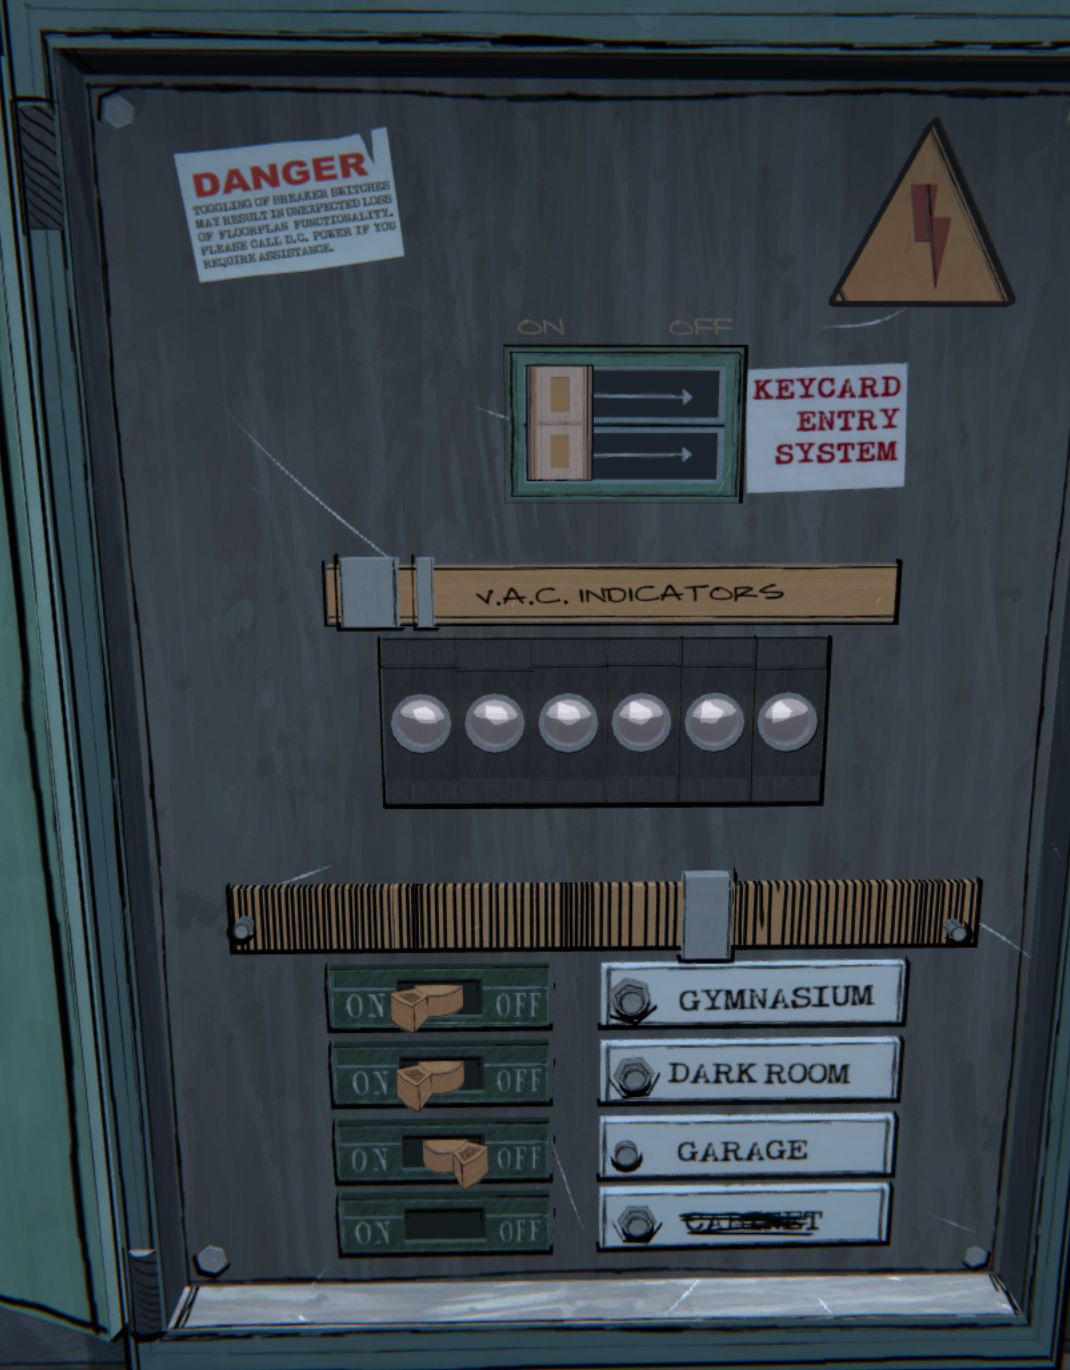 DANGER
TOGGLING OF BREAKER SWITCHES
MAY RESULT IN UNEXPECTED LOSS
OF FLOORPLAN FUNCTIONALITY.
PLEASE CALL D.C. POWER IF YOU
REQUIRE ASSISTANCE.
ON OFF
KEYCARD
ENTRY
SYSTEM
V.A.C. INDICATORS
ON OFF GYMNASIUM
ON OFF DARK ROOM
ON OFF GARAGE
ON OFF CABINET